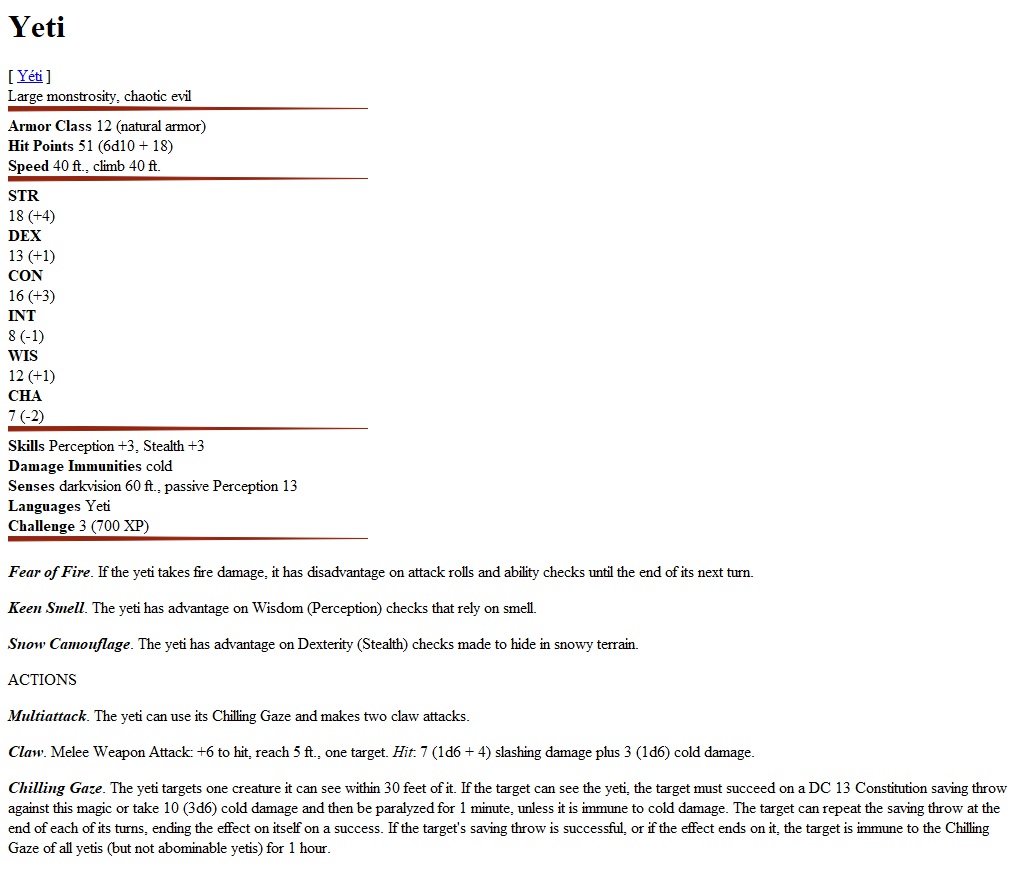 Yeti
[ Yéti ]
Large monstrosity, chaotic evil
Armor Class 12 (natural armor)
Hit Points 51 (6d10 + 18)
Speed 40 ft., climb 40 ft.
STR
18 (+4)
DEX
13 (+1)
CON
16 (+3)
INT
8 (-1)
WIS
12 (+1)
CHA
7 (-2)
Skills Perception +3, Stealth +3
Damage Immunities cold
Senses darkvision 60 ft., passive Perception 13
Languages Yeti
Challenge 3 (700 XP)
Fear of Fire. If the yeti takes fire damage, it has disadvantage on attack rolls and ability checks until the end of its next turn.
Keen Smell. The yeti has advantage on Wisdom (Perception) checks that rely on smell.
Snow Camouflage. The yeti has advantage on Dexterity (Stealth) checks made to hide in snowy terrain.
ACTIONS
Multiattack. The yeti can use its Chilling Gaze and makes two claw attacks.
Claw. Melee Weapon Attack: +6 to hit, reach 5 ft., one target. Hit: 7 (1d6 + 4) slashing damage plus 3 (1d6) cold damage.
Chilling Gaze. The yeti targets one creature it can see within 30 feet of it. If the target can see the yeti, the target must succeed on a DC 13 Constitution saving throw
against this magic or take 10 (3d6) cold damage and then be paralyzed for 1 minute, unless it is immune to cold damage. The target can repeat the saving throw at the
end of each of its turns, ending the effect on itself on a success. If the target's saving throw is successful, or if the effect ends on it, the target is immune to the Chilling
Gaze of all yetis (but not abominable yetis) for 1 hour.